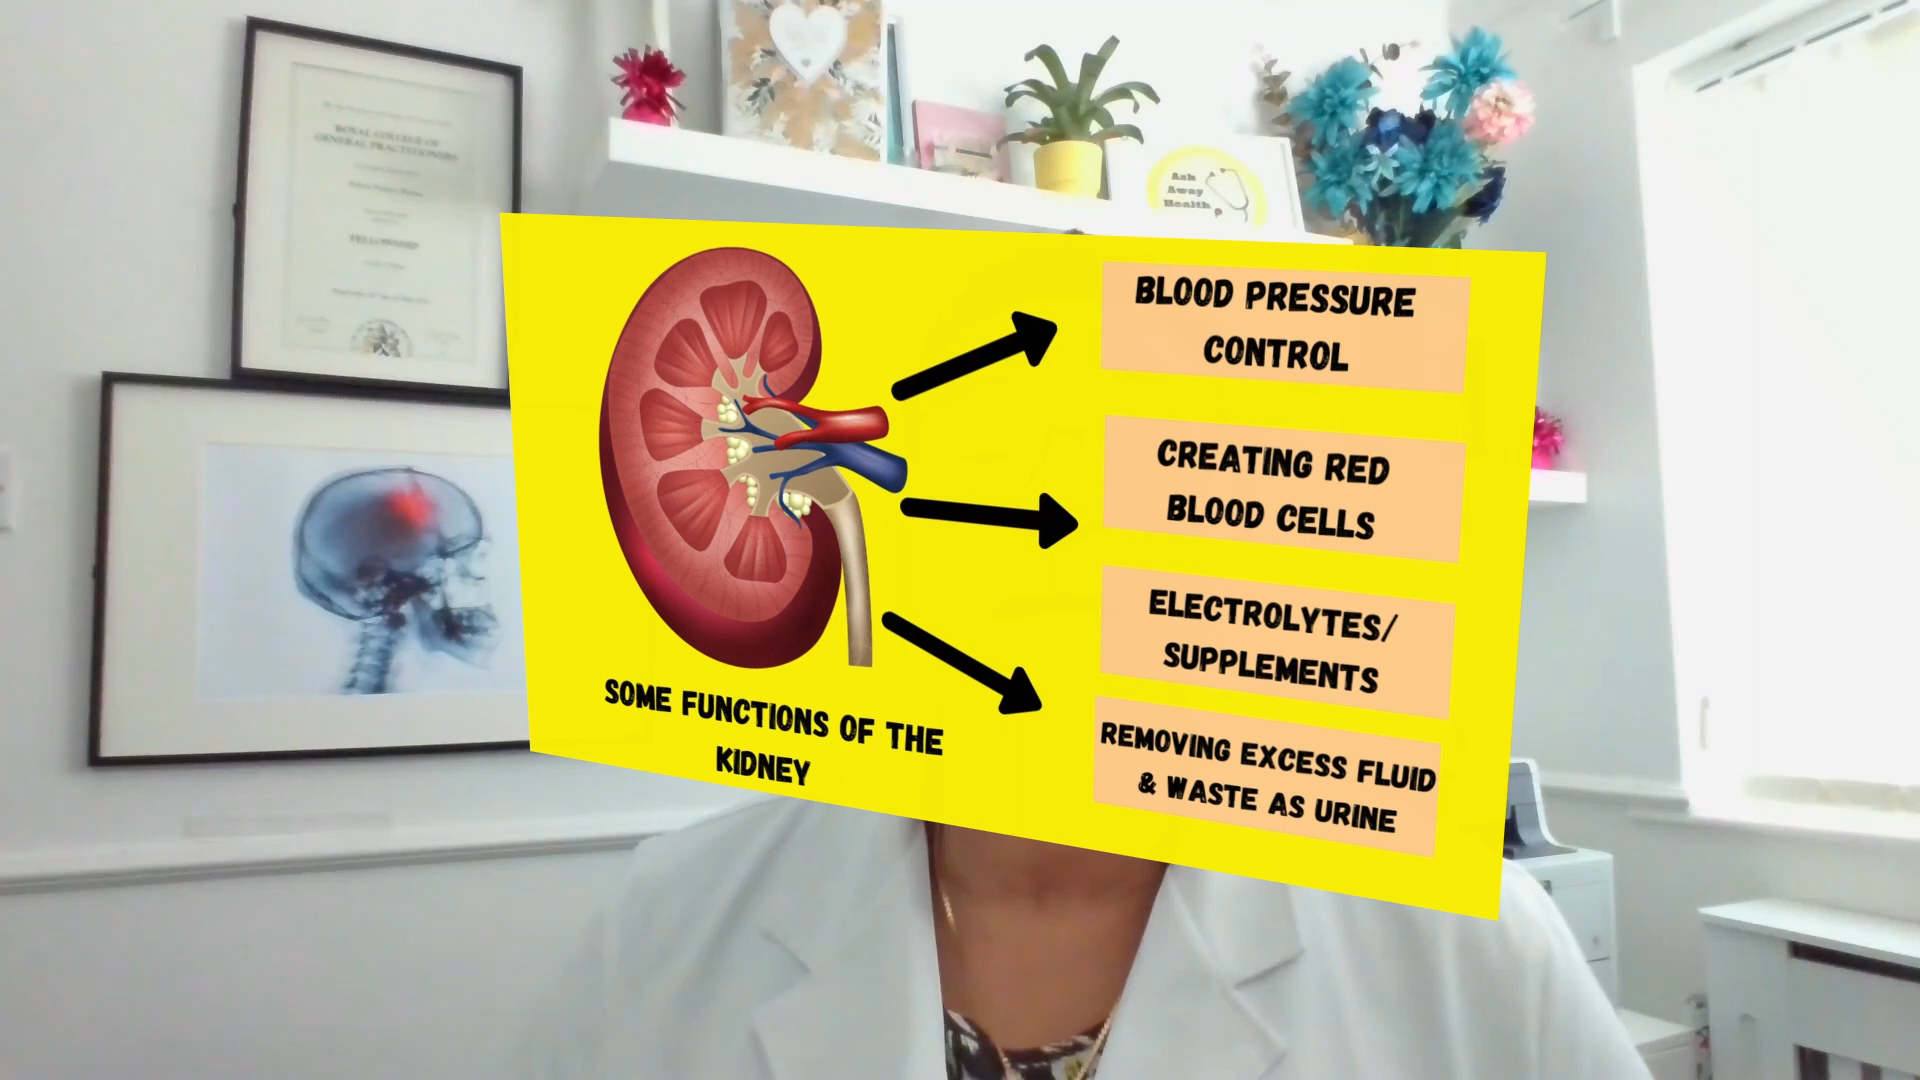 ROYAL COLLEGE OF
GENERAL PRACTITIONERS
FELLOWSHIP
Ask
Away
Health
BLOOD PRESSURE
CONTROL
CREATING RED
BLOOD CELLS
ELECTROLYTES/
SUPPLEMENTS
REMOVING EXCESS FLUID
& WASTE AS URINE
SOME FUNCTIONS OF THE
KIDNEY